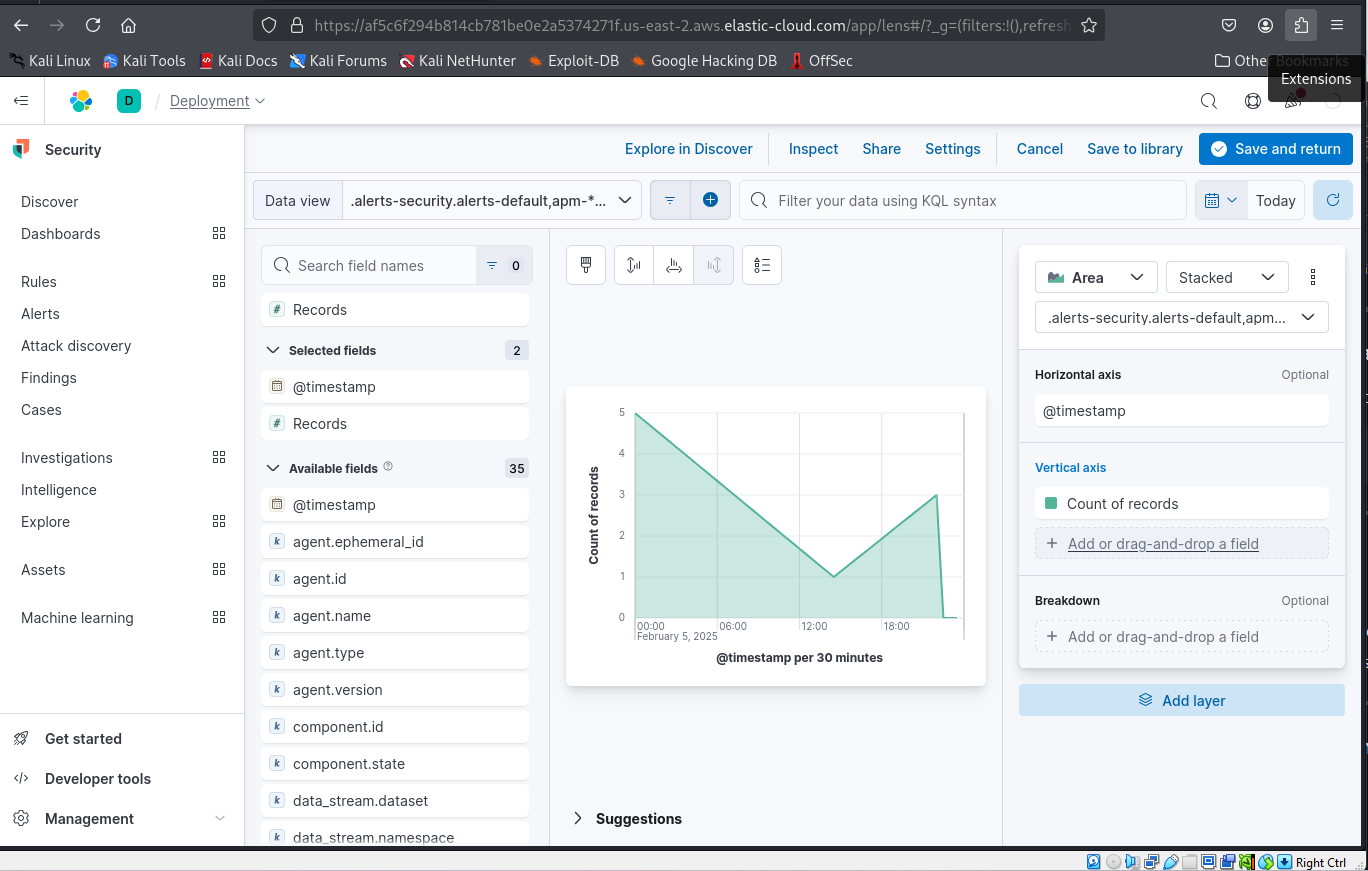 https://af5c6f294b814cb781be0e2a5374271f.us-east-2.aws.elastic-cloud.com/app/lens#/?_g=(filters:!(),refresh
Kali Linux Kali Tools Kali Docs Kali Forums Kali NetHunter Exploit-DB Google Hacking DB OffSec Other Bookmarks
Extensions
D / Deployment
Security
Explore in Discover Inspect Share Settings Cancel Save to library Save and return
Discover
Dashboards
Rules
Alerts
Attack discovery
Findings
Cases
Investigations
Intelligence
Explore
Assets
Machine learning
Get started
Developer tools
Management
Data view .alerts-security.alerts-default,apm-*... Filter your data using KQL syntax Today
Search field names 0
# Records
Selected fields 2
@timestamp
# Records
Available fields 35
@timestamp
k agent.ephemeral_id
k agent.id
k agent.name
k agent.type
k agent.version
k component.id
k component.state
k data_stream.dataset
k data_stream.namespace
Count of records
5
4
3
2
1
0
00:00 06:00 12:00 18:00
February 5, 2025
@timestamp per 30 minutes
Suggestions
Area Stacked
.alerts-security.alerts-default,apm...
Horizontal axis Optional
@timestamp
Vertical axis
Count of records
+ Add or drag-and-drop a field
Breakdown Optional
+ Add or drag-and-drop a field
Add layer
Right Ctrl